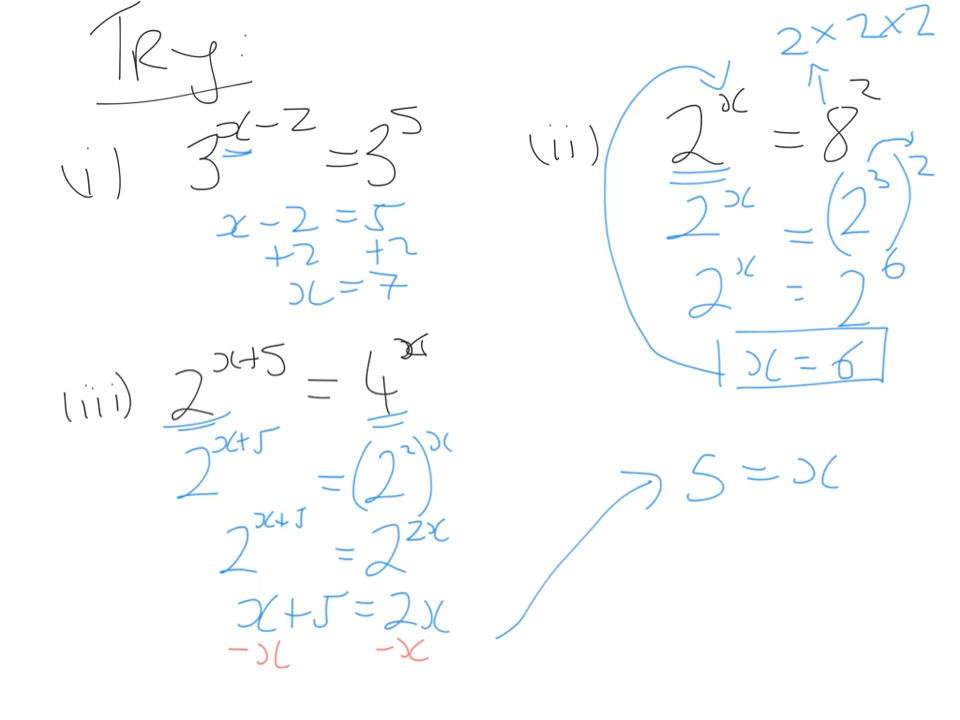 TRY:
(i) 3^{x-2} = 3^5
x - 2 = 5
+2 +2
x = 7
(ii) 2^x = 8^2
2 × 2 × 2
2^x = (2^3)^2
2^x = 2^6
x = 6
(iii) 2^{x+5} = 4^x
2^{x+5} = (2^2)^x
2^{x+5} = 2^{2x}
x + 5 = 2x
-x -x
5 = x